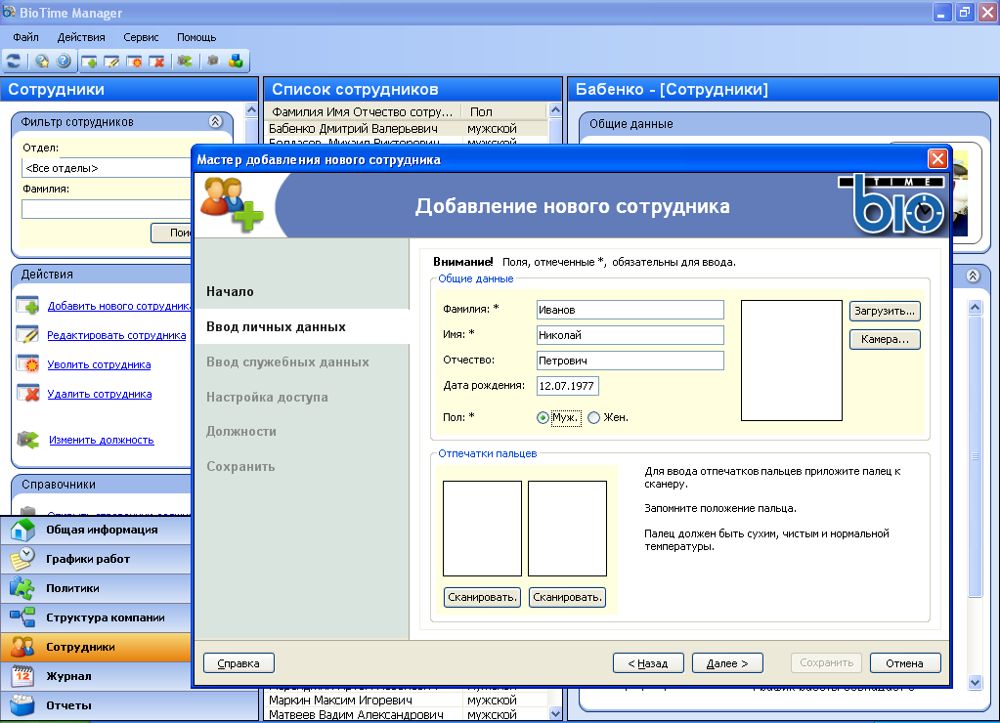 BioTime Manager
Файл Действия Сервис Помощь
Сотрудники
Список сотрудников
Бабенко - [Сотрудники]
Фильтр сотрудников
Фамилия Имя Отчество сотру... Пол
Общие данные
Бабенко Дмитрий Валерьевич мужской
Отдел:
<Все отделы>
Фамилия:
Действия
Добавить нового сотрудника
Редактировать сотрудника
Уволить сотрудника
Удалить сотрудника
Изменить должность
Справочники
Общая информация
Графики работ
Политики
Структура компании
Сотрудники
Журнал
Отчеты
Мастер добавления нового сотрудника
Добавление нового сотрудника
TIME
bio
Начало
Ввод личных данных
Ввод служебных данных
Настройка доступа
Должности
Сохранить
Внимание! Поля, отмеченные *, обязательны для ввода.
Общие данные
Фамилия: * Иванов
Имя: * Николай
Отчество: Петрович
Дата рождения: 12.07.1977
Пол: * Муж. Жен.
Загрузить...
Камера...
Отпечатки пальцев
Сканировать. Сканировать.
Для ввода отпечатков пальцев приложите палец к
сканеру.
Запомните положение пальца.
Палец должен быть сухим, чистым и нормальной
температуры.
Справка < Назад Далее > Сохранить Отмена
Маркин Максим Игоревич мужской
Матвеев Вадим Александрович мужской